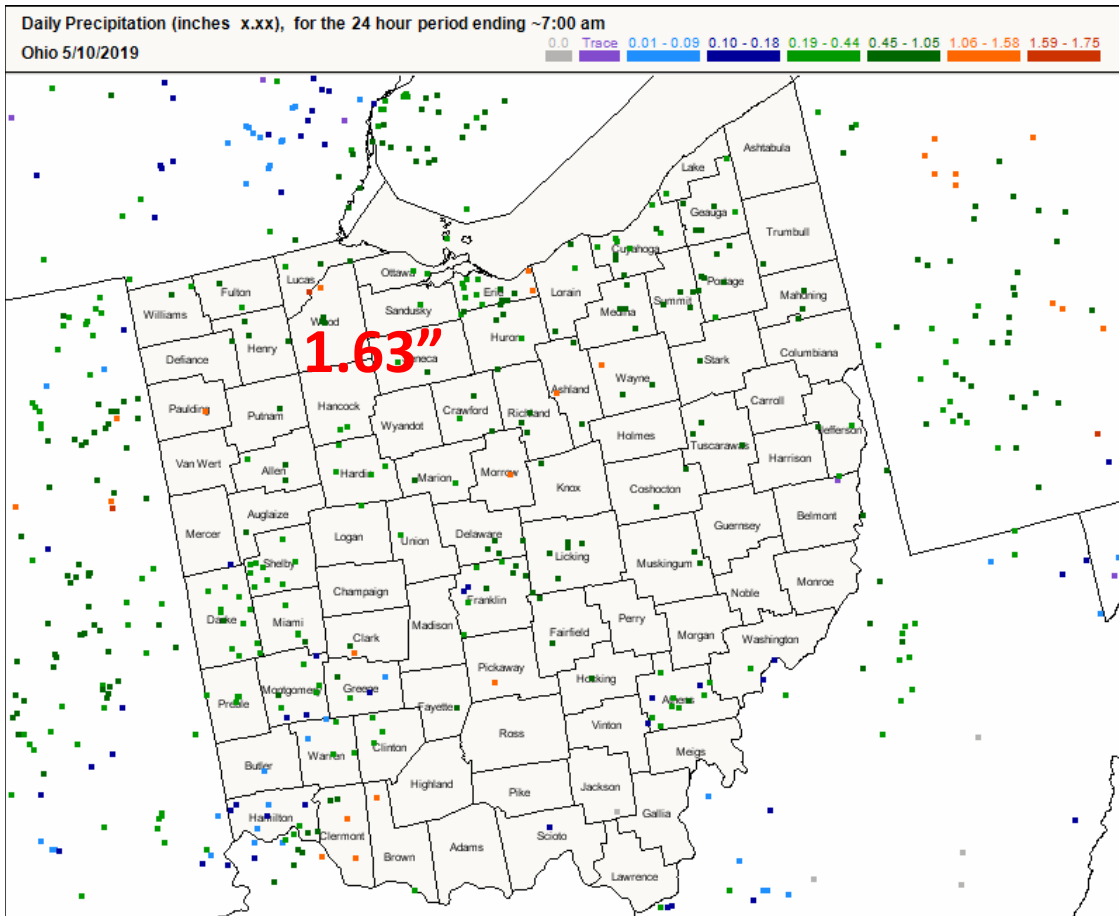 Daily Precipitation (inches x.xx), for the 24 hour period ending ~7:00 am
Ohio 5/10/2019
0.0 Trace 0.01 - 0.09 0.10 - 0.18 0.19 - 0.44 0.45 - 1.05 1.06 - 1.58 1.59 - 1.75
Ashtabula
Lake
Geauga
Trumbull
Cuyahoga
Lucas Ottawa
Fulton Erie Lorain Portage
Williams Sandusky Medina Summit Mahoning
Wood
Henry Huron
Defiance 1.63” Seneca Stark Columbiana
Ashland Wayne
Paulding Putnam Hancock Crawford Richland Carroll
Wyandot
Holmes Tuscarawas Jefferson
Van Wert Allen Hardin Marion Morrow Harrison
Knox Coshocton
Auglaize
Mercer Logan Union Delaware Guernsey Belmont
Shelby Licking Muskingum
Champaign Franklin Noble Monroe
Darke Miami Madison Perry
Clark Fairfield Morgan Washington
Pickaway
Preble Montgomery Greene Hocking Athens
Fayette
Ross Vinton
Butler Warren Clinton Meigs
Highland Pike Jackson
Hamilton Gallia
Clermont Scioto
Brown Adams
Lawrence